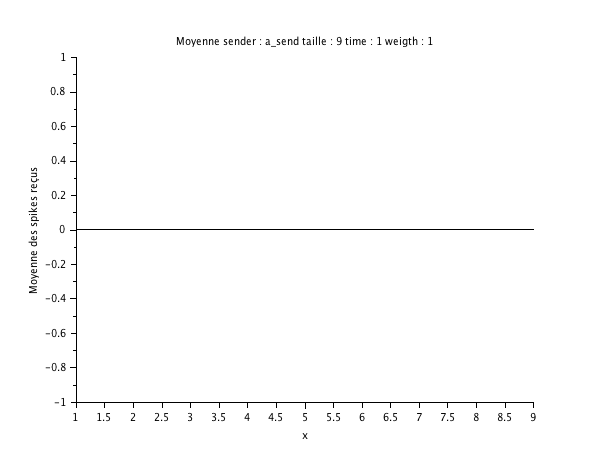 Moyenne sender : a_send taille : 9 time : 1 weigth : 1
1
0.8
0.6
0.4
0.2
0
-0.2
-0.4
-0.6
-0.8
-1
Moyenne des spikes reçus
1 1.5 2 2.5 3 3.5 4 4.5 5 5.5 6 6.5 7 7.5 8 8.5 9
x